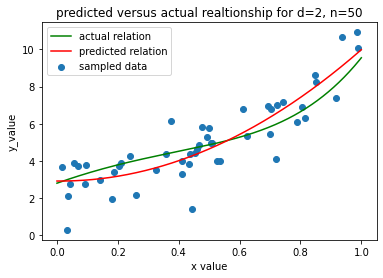 predicted versus actual realtionship for d=2, n=50
actual relation
predicted relation
sampled data
y_value
10
8
6
4
2
0
0.0 0.2 0.4 0.6 0.8 1.0
x value